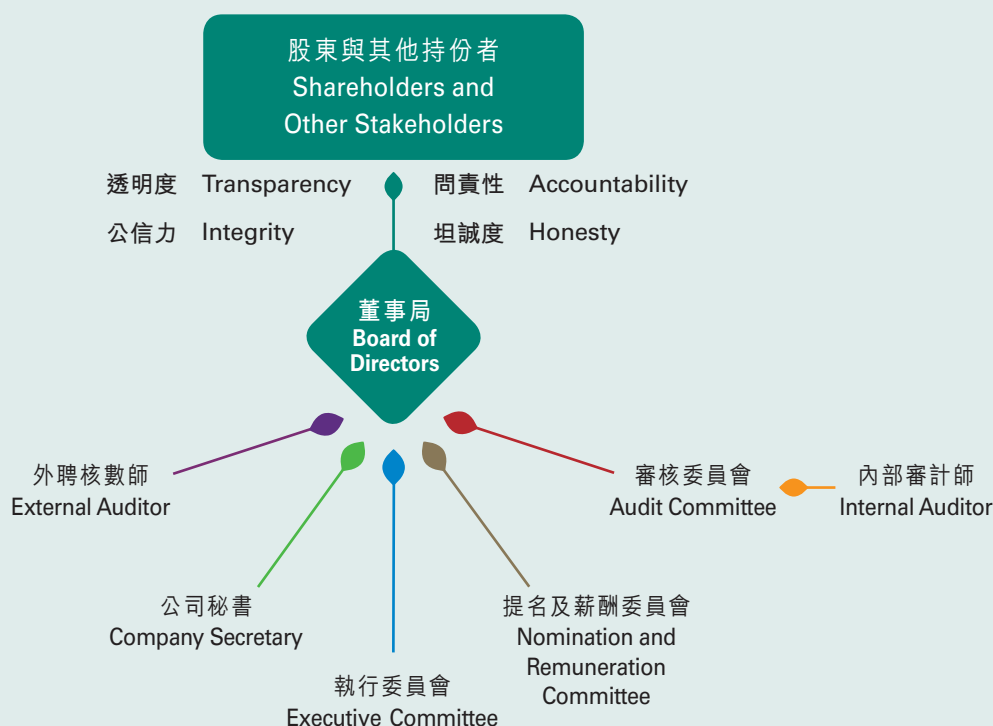 股東與其他持份者
Shareholders and
Other Stakeholders
透明度 Transparency
問責性 Accountability
公信力 Integrity
坦誠度 Honesty
董事局
Board of
Directors
外聘核數師
External Auditor
審核委員會
Audit Committee
內部審計師
Internal Auditor
公司秘書
Company Secretary
提名及薪酬委員會
Nomination and
Remuneration
Committee
執行委員會
Executive Committee